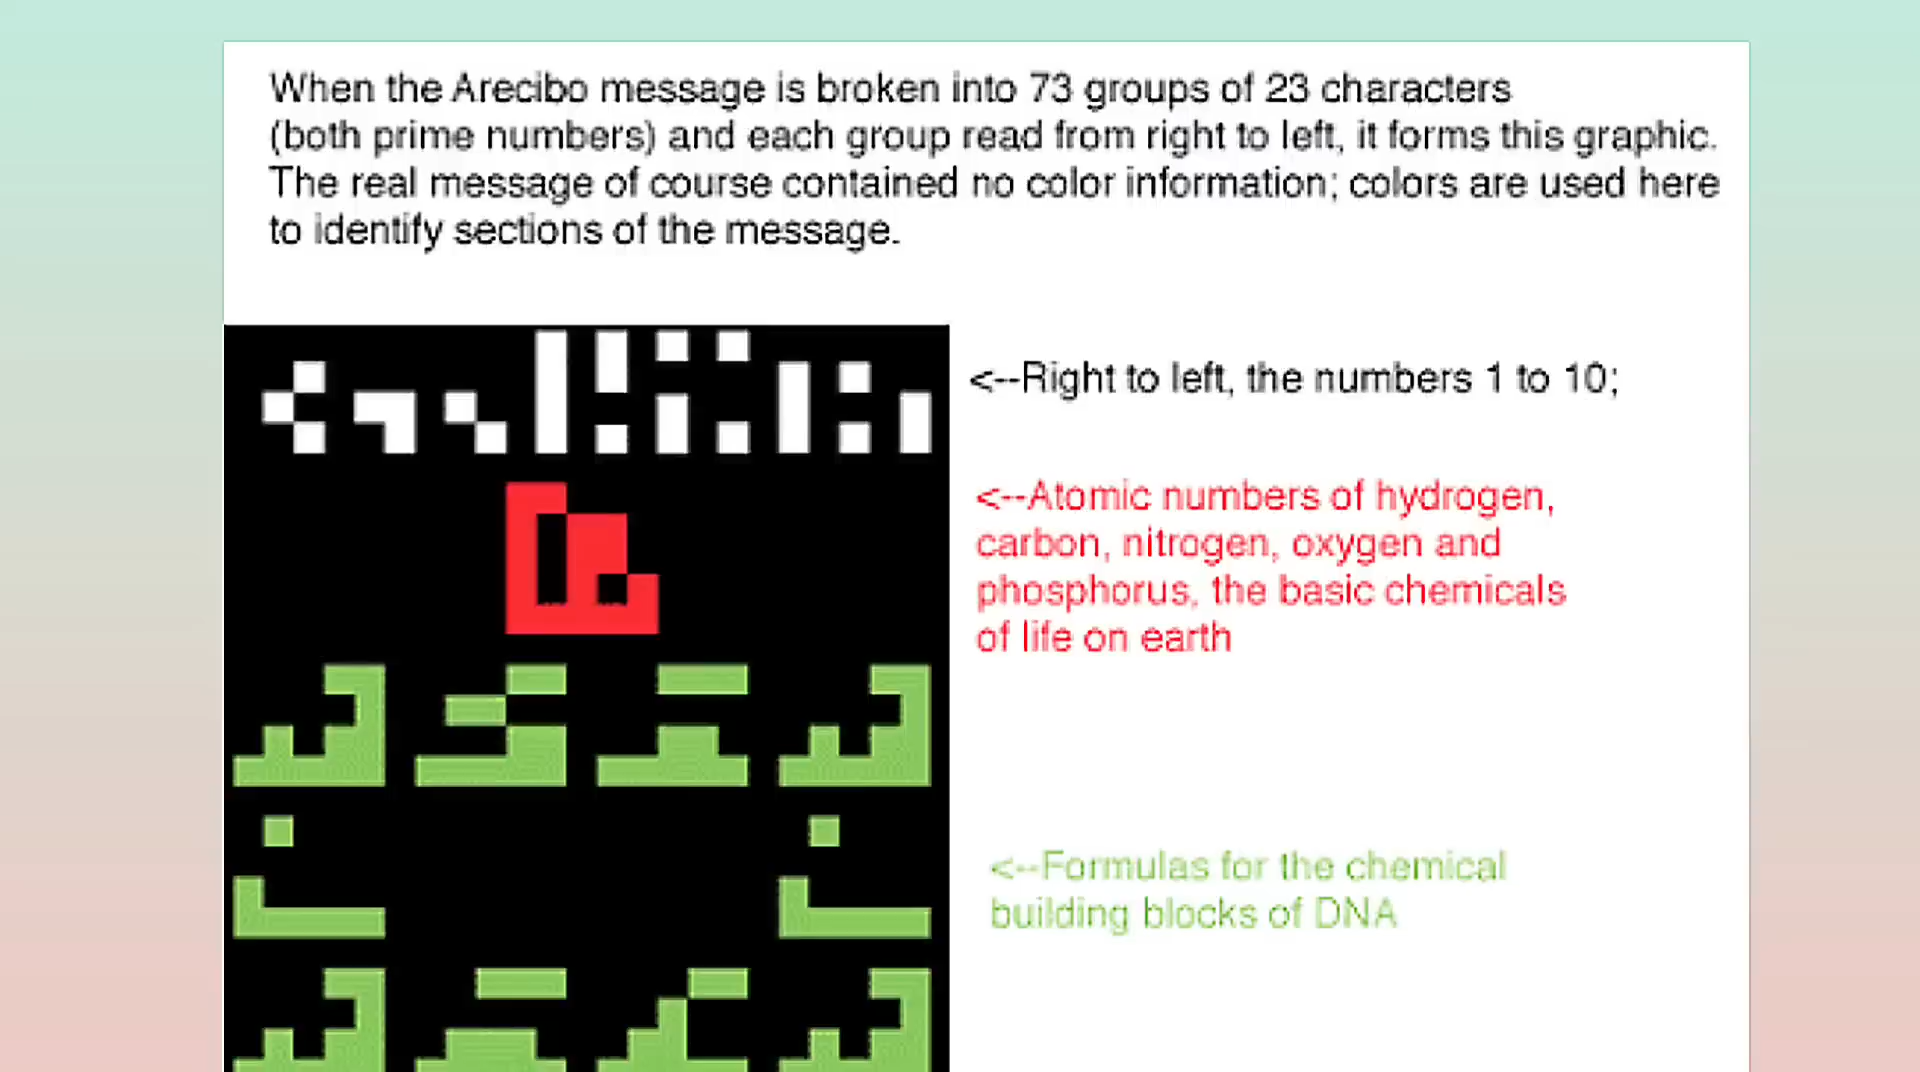 When the Arecibo message is broken into 73 groups of 23 characters
(both prime numbers) and each group read from right to left, it forms this graphic.
The real message of course contained no color information; colors are used here
to identify sections of the message.
<--Right to left, the numbers 1 to 10;
<--Atomic numbers of hydrogen,
carbon, nitrogen, oxygen and
phosphorus, the basic chemicals
of life on earth
<--Formulas for the chemical
building blocks of DNA